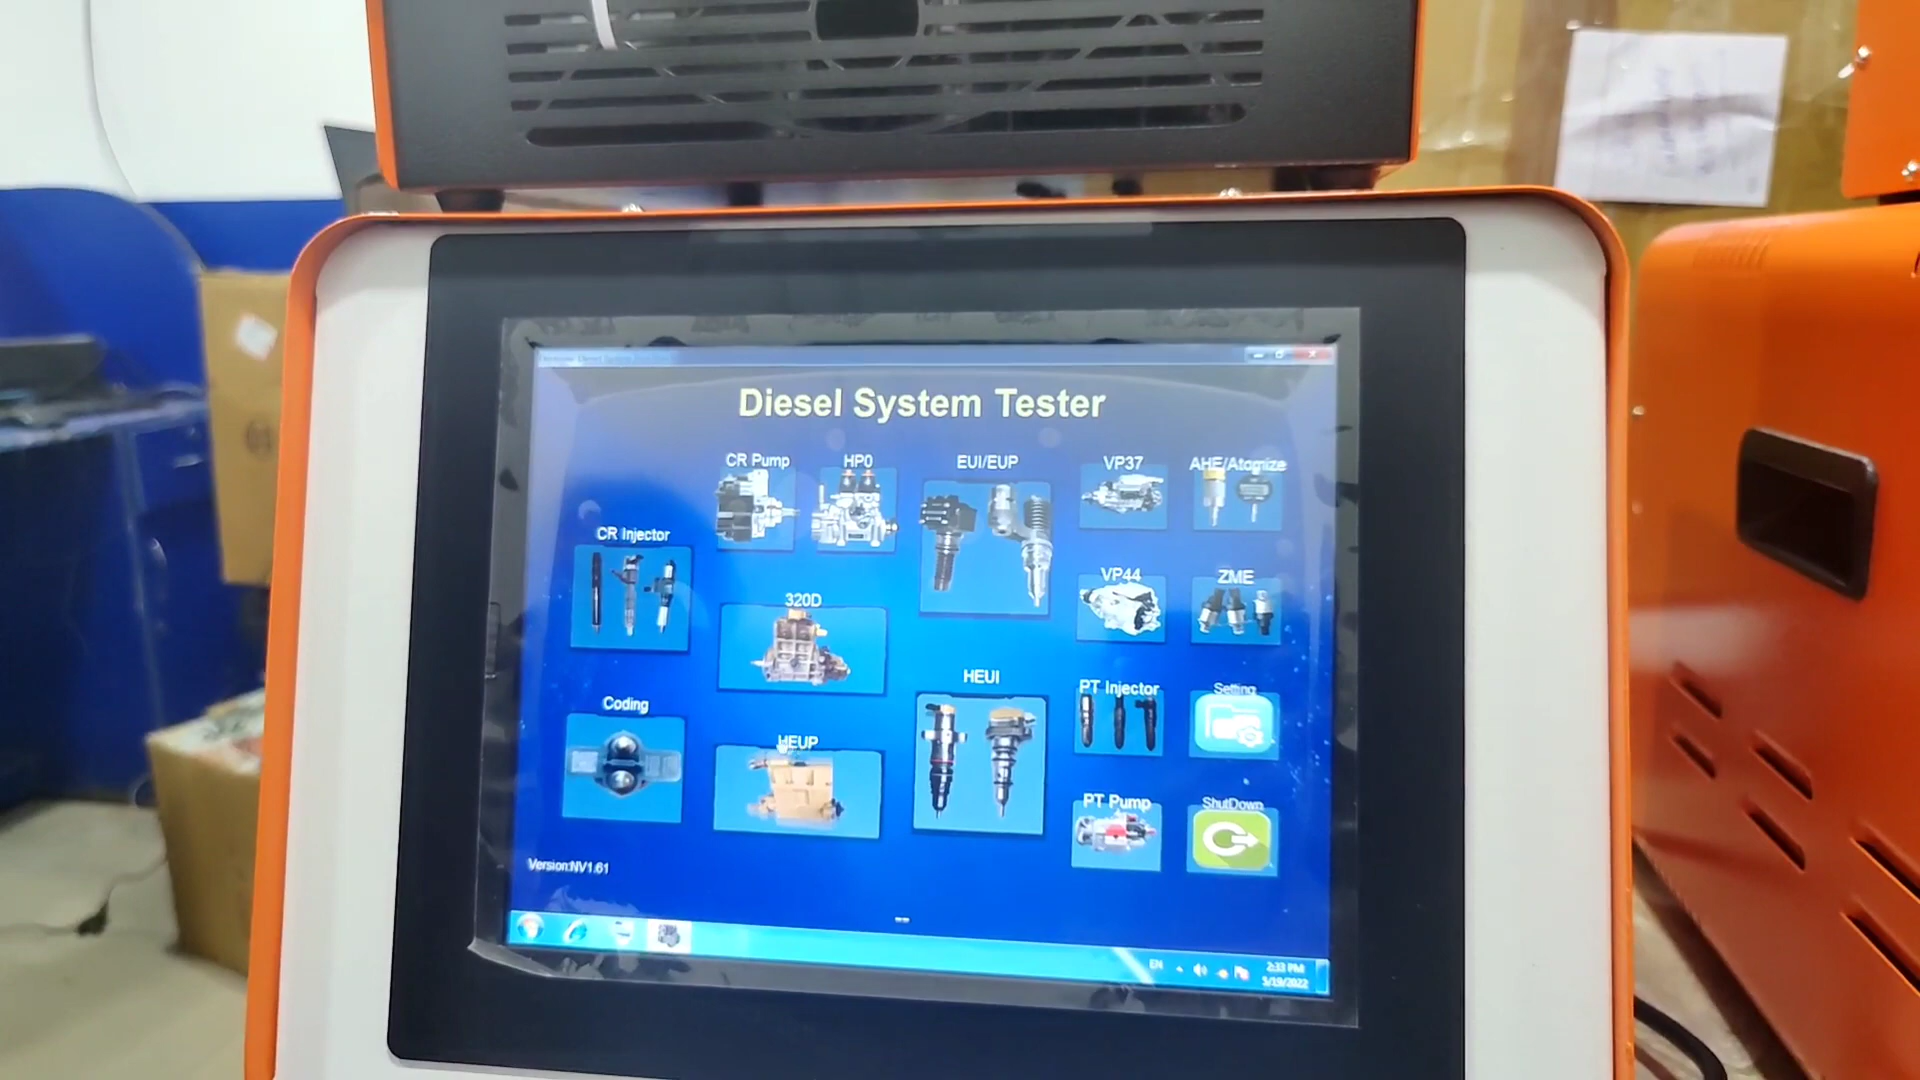 Diesel System Tester
CR Pump
HP0
EUI/EUP
VP37
AHE/Atomize
CR Injector
320D
VP44
ZME
Coding
HEUP
HEUI
PT Injector
Setting
PT Pump
ShutDown
Version:NV1.61
EN
2:33 PM
5/19/2022